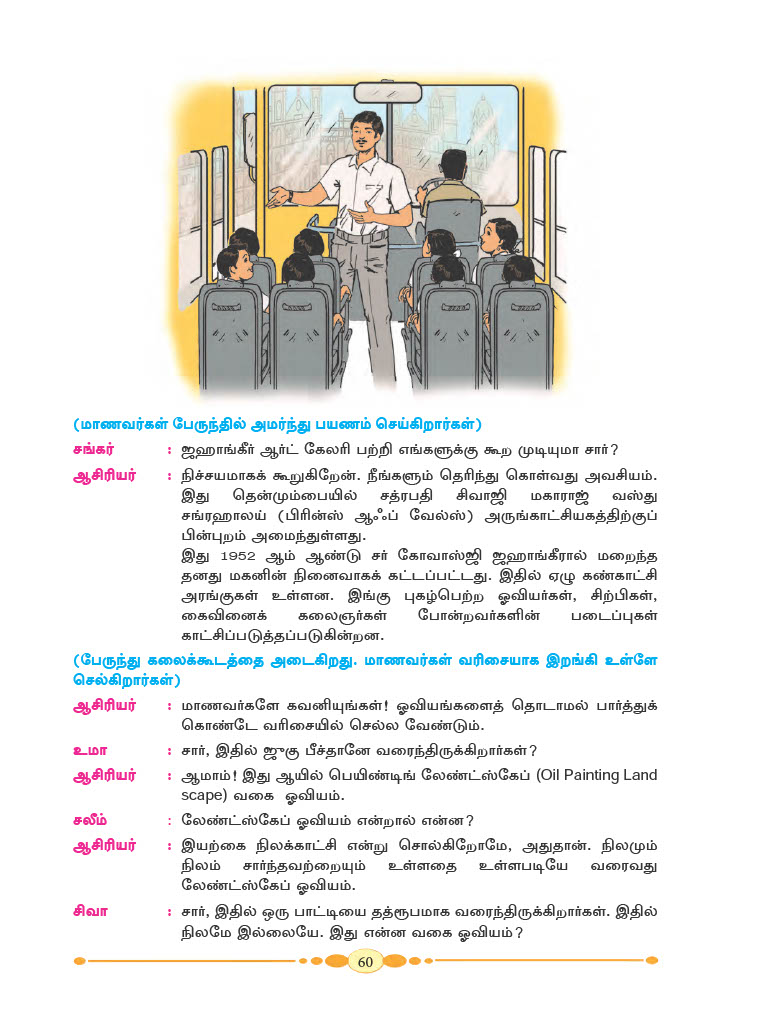 (மாணவர்கள் பேருந்தில் அமர்ந்து பயணம் செய்கிறார்கள்)
சங்கர் : ஜஹாங்கீர் ஆர்ட் கேலரி பற்றி எங்களுக்கு கூற முடியுமா சார்?
ஆசிரியர் : நிச்சயமாகக் கூறுகிறேன். நீங்களும் தெரிந்து கொள்வது அவசியம்.
இது தென்மும்பையில் சத்ரபதி சிவாஜி மகாராஜ் வஸ்து
சங்ரஹாலய் (பிரின்ஸ் ஆஃப் வேல்ஸ்) அருங்காட்சியகத்திற்குப்
பின்புறம் அமைந்துள்ளது.
இது 1952 ஆம் ஆண்டு சர் கோவாஸ்ஜி ஜஹாங்கீரால் மறைந்த
தனது மகனின் நினைவாகக் கட்டப்பட்டது. இதில் ஏழு கண்காட்சி
அரங்குகள் உள்ளன. இங்கு புகழ்பெற்ற ஓவியர்கள், சிற்பிகள்,
கைவினைக் கலைஞர்கள் போன்றவர்களின் படைப்புகள்
காட்சிப்படுத்தப்படுகின்றன.
(பேருந்து கலைக்கூடத்தை அடைகிறது. மாணவர்கள் வரிசையாக இறங்கி உள்ளே
செல்கிறார்கள்)
ஆசிரியர் : மாணவர்களே கவனியுங்கள்! ஓவியங்களைத் தொடாமல் பார்த்துக்
கொண்டே வரிசையில் செல்ல வேண்டும்.
உமா : சார், இதில் ஜுகு பீச்தானே வரைந்திருக்கிறார்கள்?
ஆசிரியர் : ஆமாம்! இது ஆயில் பெயிண்டிங் லேண்ட்ஸ்கேப் (Oil Painting Land
scape) வகை ஓவியம்.
சலீம் : லேண்ட்ஸ்கேப் ஓவியம் என்றால் என்ன?
ஆசிரியர் : இயற்கை நிலக்காட்சி என்று சொல்கிறோமே, அதுதான். நிலமும்
நிலம் சார்ந்தவற்றையும் உள்ளதை உள்ளபடியே வரைவது
லேண்ட்ஸ்கேப் ஓவியம்.
சிவா : சார், இதில் ஒரு பாட்டியை தத்ரூபமாக வரைந்திருக்கிறார்கள். இதில்
நிலமே இல்லையே. இது என்ன வகை ஓவியம்?
60